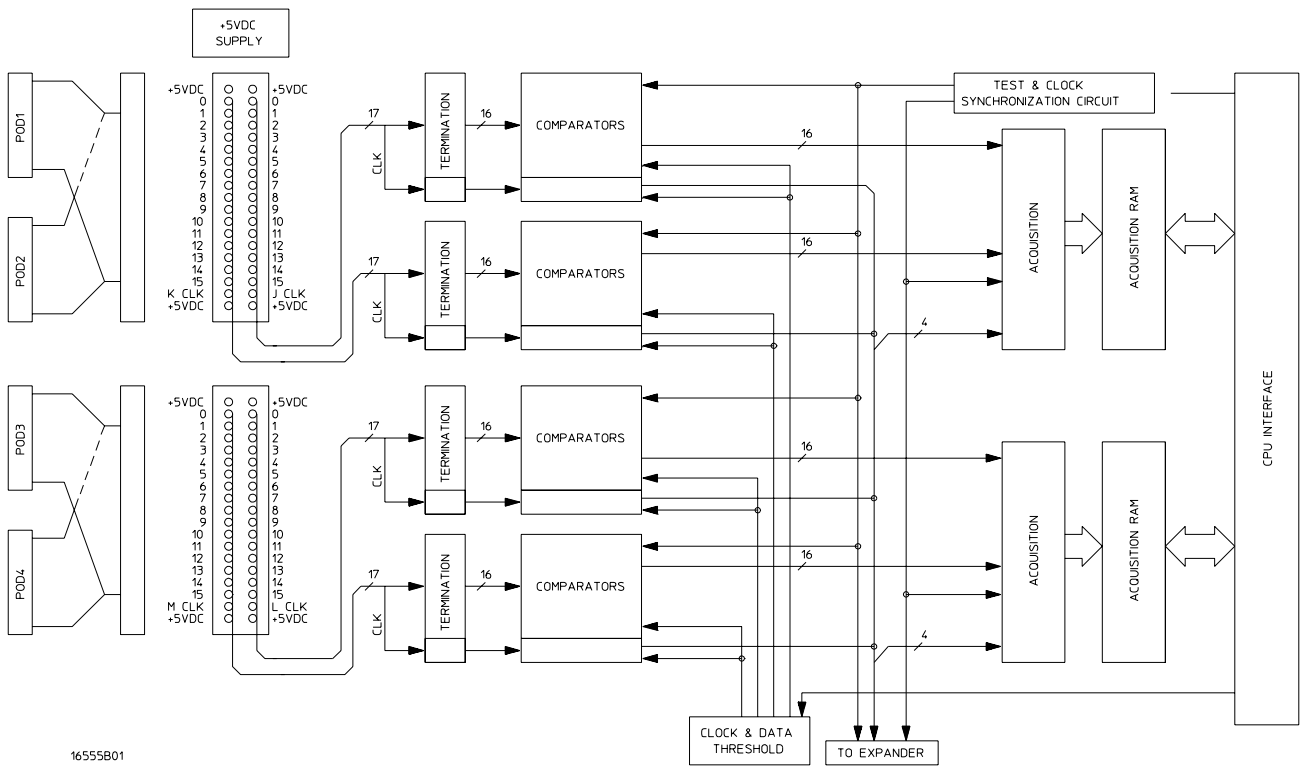 +5VDC
SUPPLY
POD1
POD2
+5VDC +5VDC
0 0
1 1
2 2
3 3
4 4
5 5
6 6
7 7
8 8
9 9
10 10
11 11
12 12
13 13
14 14
15 15
K CLK J CLK
+5VDC +5VDC
17
CLK
TERMINATION
16
COMPARATORS
16
17
CLK
TERMINATION
16
COMPARATORS
16
4
TEST & CLOCK
SYNCHRONIZATION CIRCUIT
ACQUISITION
ACQUISITION RAM
CPU INTERFACE
POD3
POD4
+5VDC +5VDC
0 0
1 1
2 2
3 3
4 4
5 5
6 6
7 7
8 8
9 9
10 10
11 11
12 12
13 13
14 14
15 15
M CLK L CLK
+5VDC +5VDC
17
CLK
TERMINATION
16
COMPARATORS
16
17
CLK
TERMINATION
16
COMPARATORS
16
4
ACQUISITION
ACQUISITION RAM
CLOCK & DATA
THRESHOLD
TO EXPANDER
16555B01